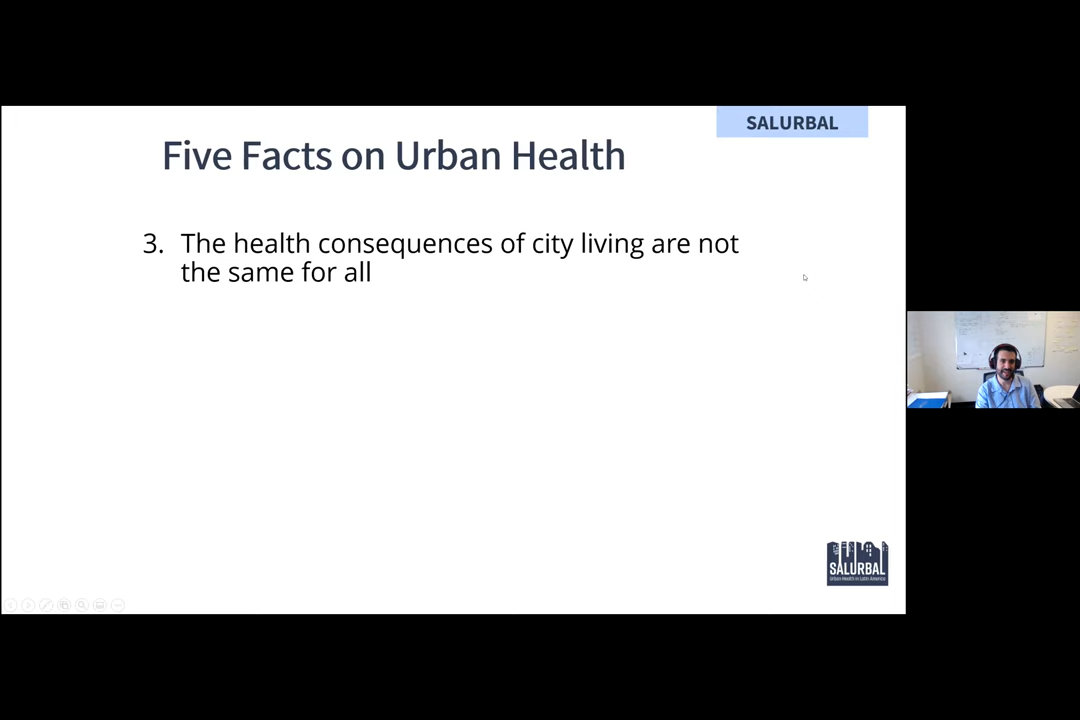 SALURBAL
Five Facts on Urban Health
3. The health consequences of city living are not
the same for all
SALURBAL
Urban Health in Latin America